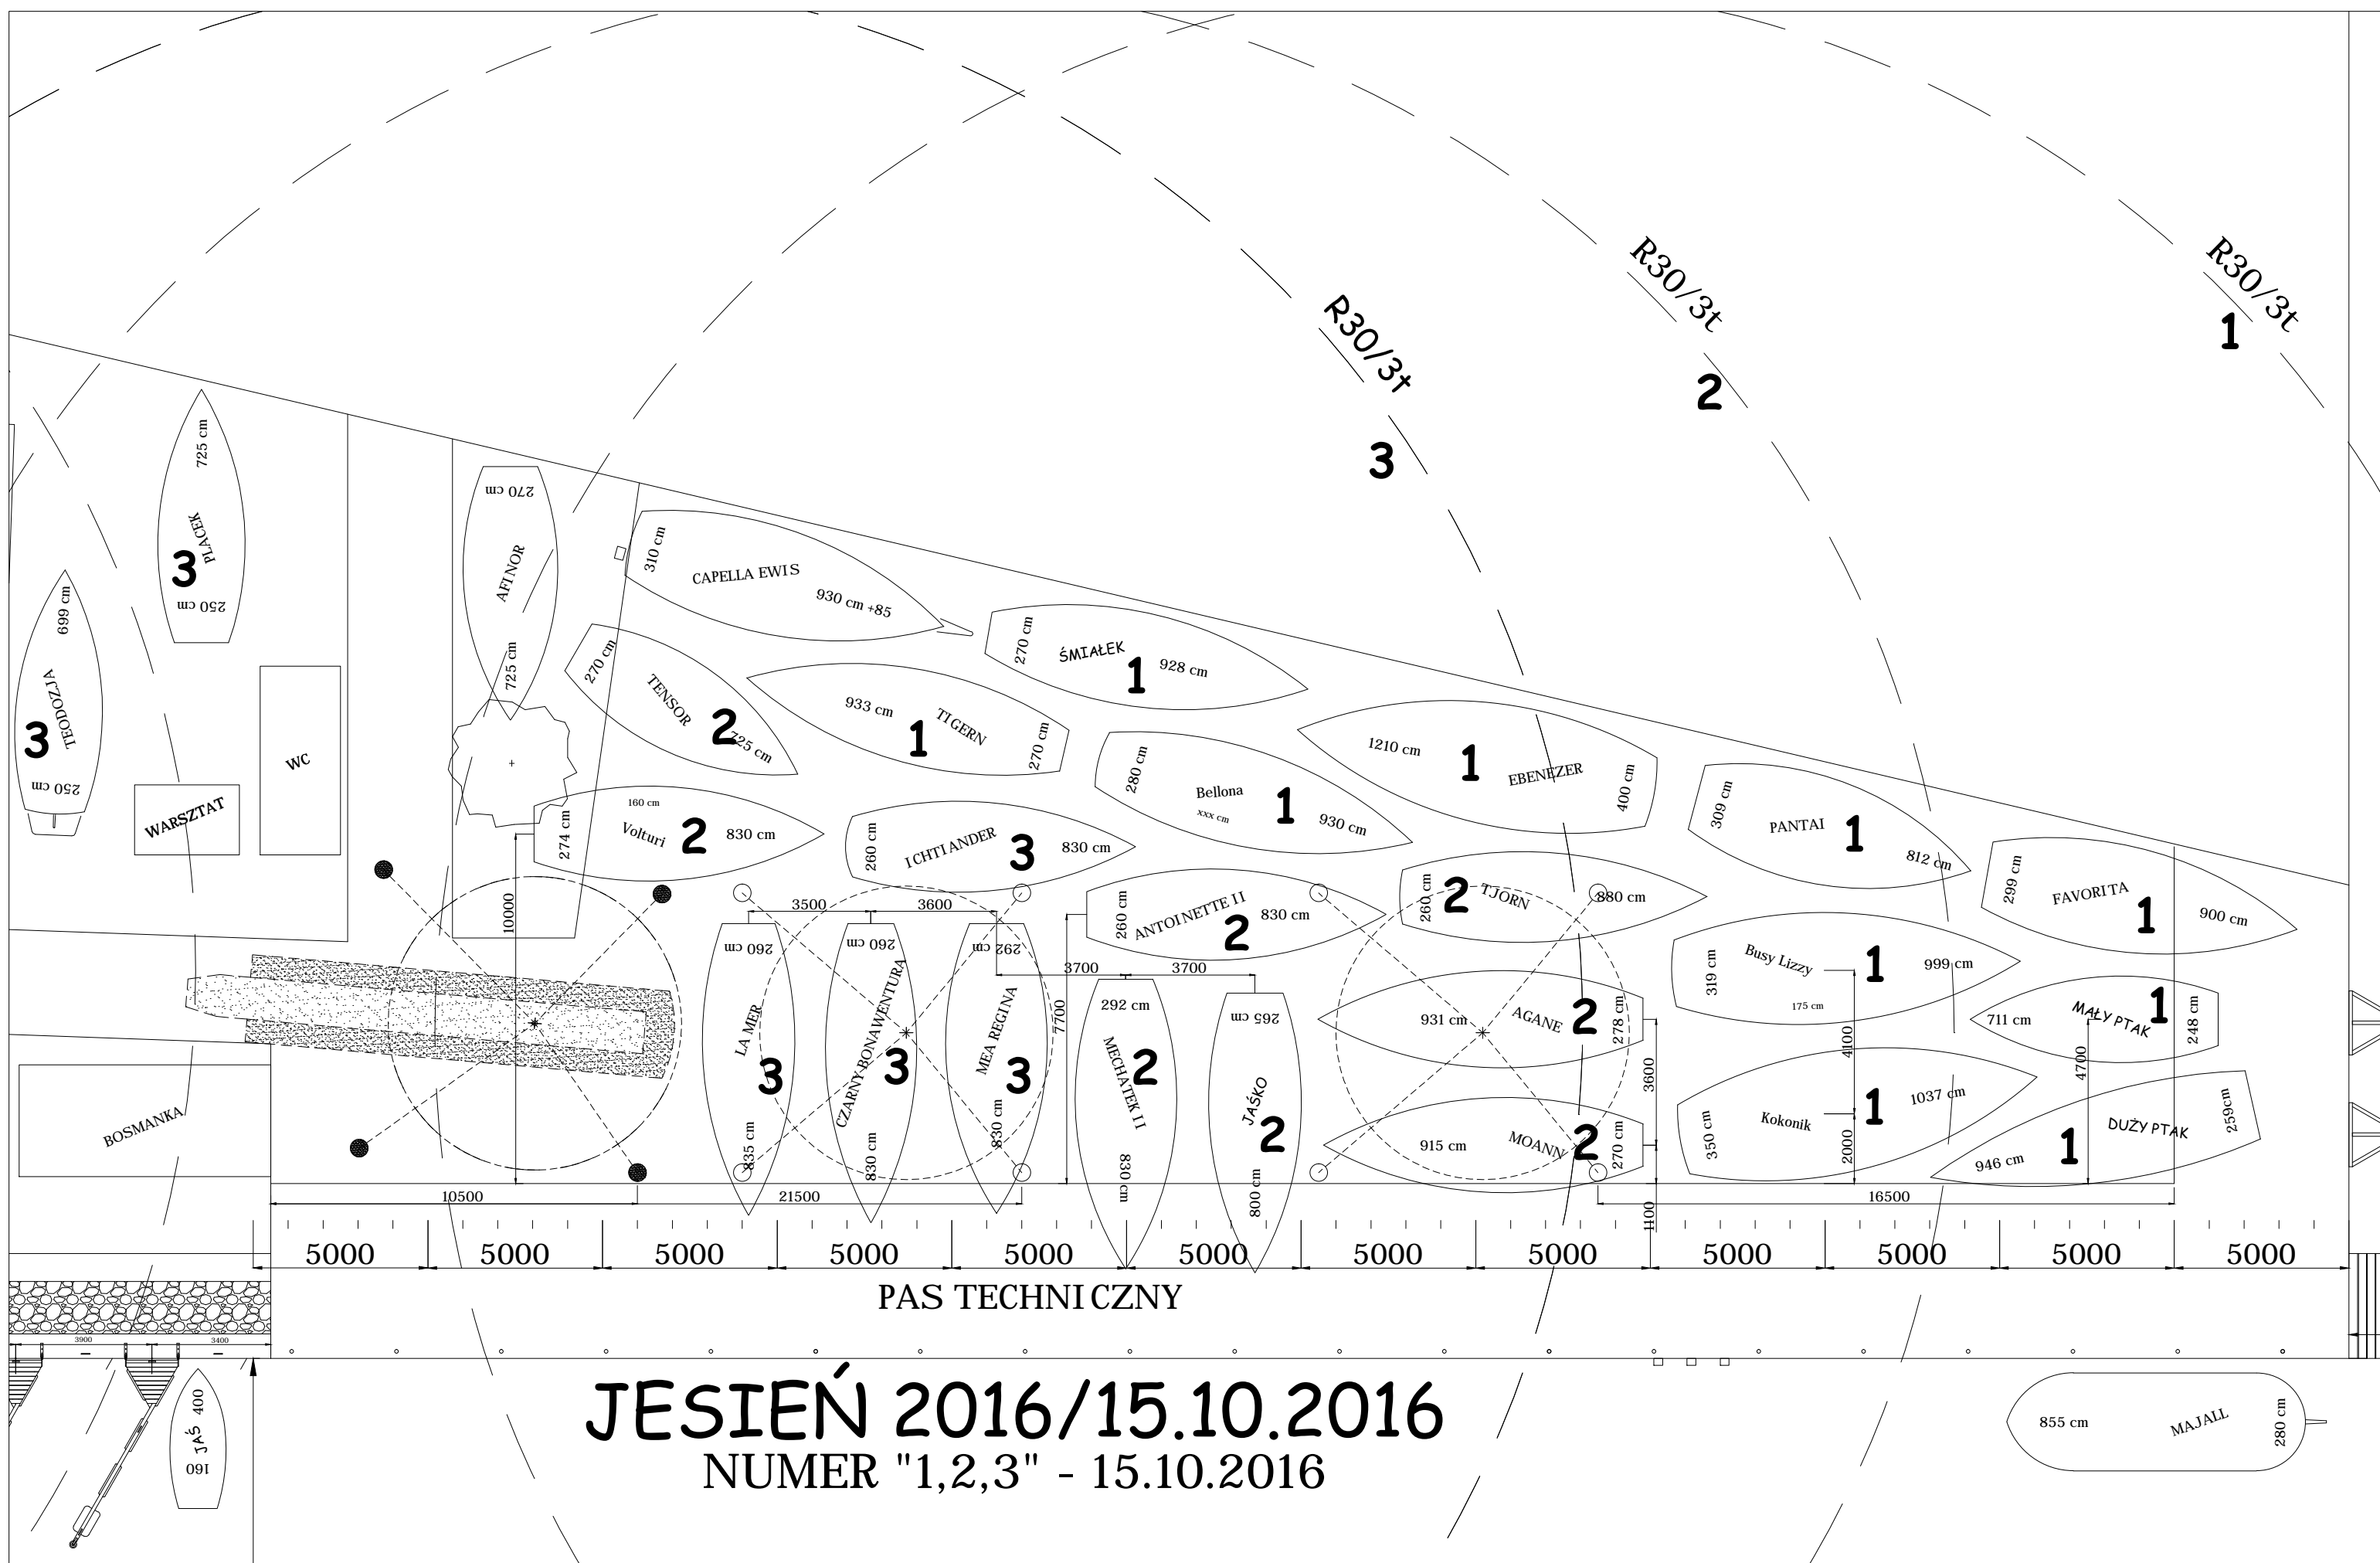 R30/3t
1
R30/3t
2
R30/3t
3
725 cm
PLACEK
3
250 cm
699 cm
TEODOZJA
3
250 cm
WC
WARSZTAT
BOSMANKA
270 cm
AFINOR
725 cm
310 cm
CAPELLA EWIS
930 cm +85
270 cm
TENSOR
2
725 cm
933 cm
1
TIGERN
270 cm
270 cm
ŚMIAŁEK
1
928 cm
160 cm
274 cm
Volturi
2
830 cm
260 cm
ICHTIANDER
3
830 cm
280 cm
Bellona
xxx cm
1
930 cm
1210 cm
1
EBENEZER
400 cm
309 cm
PANTAI
1
812 cm
299 cm
FAVORITA
1
900 cm
260 cm
ANTOINETTE II
2
830 cm
260 cm
2
TJORN
880 cm
319 cm
Busy Lizzy
175 cm
1
999 cm
711 cm
MAŁY PTAK
1
248 cm
260 cm
LA MER
3
835 cm
260 cm
CZARNY BONAWENTURA
3
830 cm
292 cm
MEA REGINA
3
830 cm
292 cm
MECHATEK II
2
830 cm
265 cm
JAŚKO
2
800 cm
931 cm
AGANE
2
278 cm
915 cm
MOANN
2
270 cm
350 cm
Kokonik
1
1037 cm
946 cm
1
DUŻY PTAK
259cm
10000
3500
3600
3700
3700
7700
3600
1100
4100
2000
4700
10500
21500
16500
5000
5000
5000
5000
5000
5000
5000
5000
5000
5000
5000
5000
PAS TECHNICZNY
3900
3400
400
JAŚ
160
JESIEŃ 2016/15.10.2016
NUMER "1,2,3" - 15.10.2016
855 cm
MAJALL
280 cm